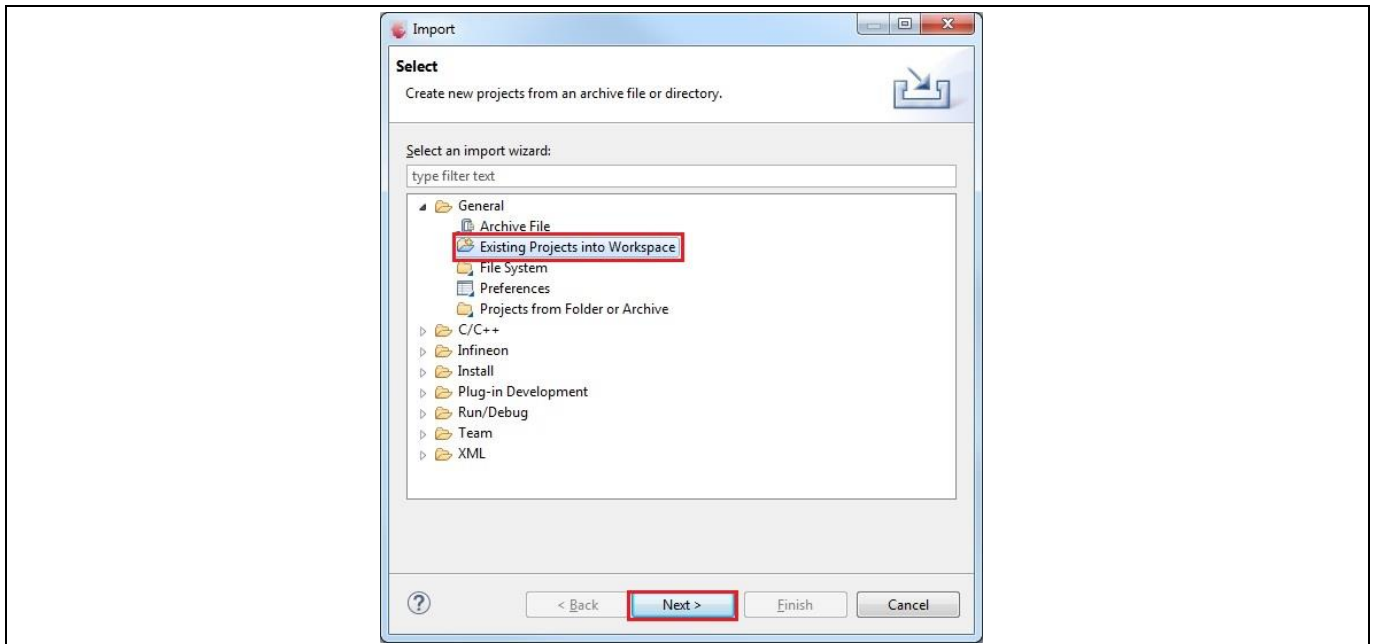 Import
Select
Create new projects from an archive file or directory.
Select an import wizard:
type filter text
General
Archive File
Existing Projects into Workspace
File System
Preferences
Projects from Folder or Archive
C/C++
Infineon
Install
Plug-in Development
Run/Debug
Team
XML
? < Back Next > Finish Cancel